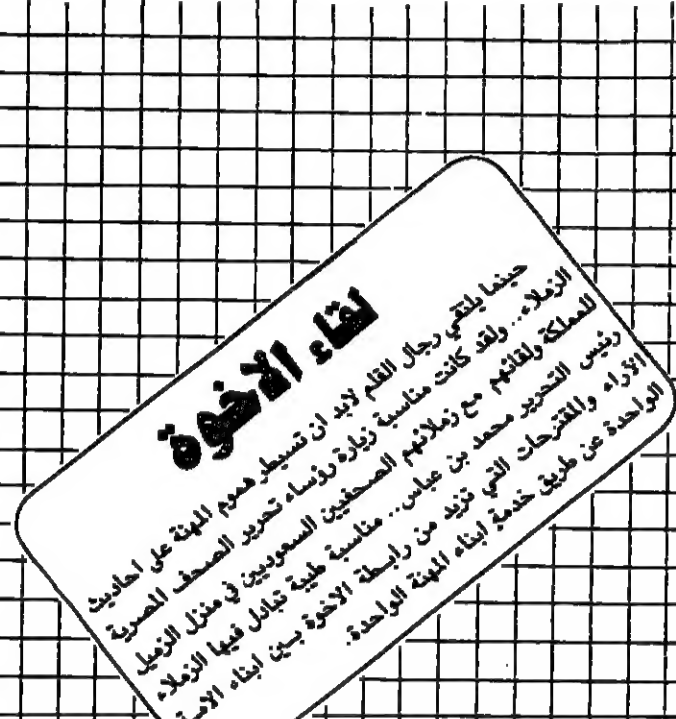 لقاء الاخوة
حينما يلتقي رجال القلم لابد ان تسيطر هموم المهنة على احاديث
الزملاء.. ولقد كانت مناسبة زيارة رؤساء تحرير الصحف المصرية
للمملكة ولقائهم مع زملائهم الصحفيين السعوديين في منزل الزميل
رئيس التحرير محمد بن عباس.. مناسبة طيبة تبادل فيها الزملاء
الآراء والمقترحات التي تزيد من رابطة الاخوة بين ابناء الامة
الواحدة عن طريق خدمة ابناء المهنة الواحدة.